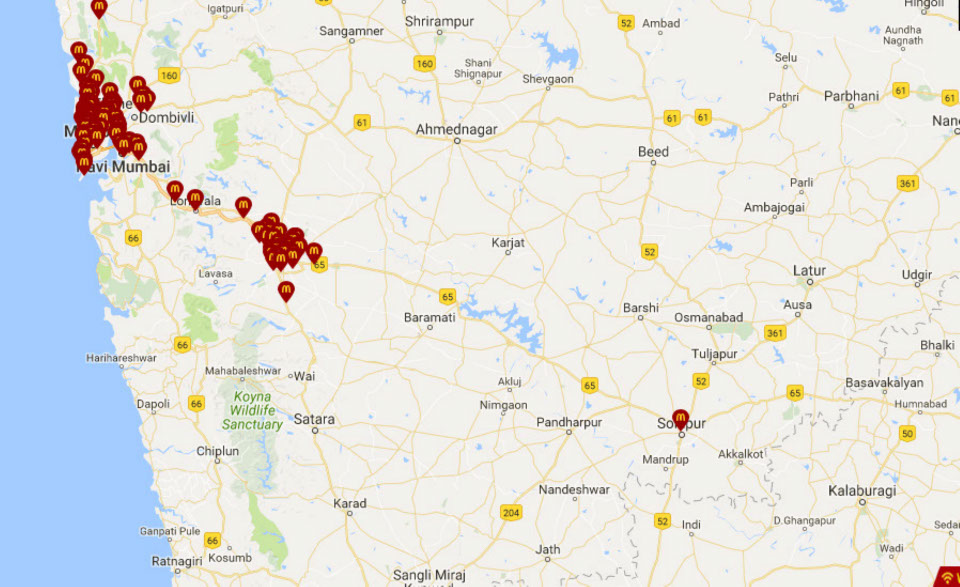 Igatpuri
Shrirampur
Sangamner
52
Ambad
Hingoli
Aundha
Nagnath
160
160
Shani
Shignapur
Shevgaon
Selu
Pathri
Parbhani
61
61
Dombivli
61
61
61
Ahmednagar
Nan
Beed
Navi Mumbai
Parli
361
Ambajogai
66
Karjat
52
65
Lavasa
Latur
Udgir
65
Barshi
Osmanabad
Ausa
Baramati
361
66
Harihareshwar
Tuljapur
Bhalki
Mahabaleshwar
Wai
Akluj
65
52
65
Basavakalyan
Dapoli
66
Koyna
Wildlife
Sanctuary
Nimgaon
Humnabad
Satara
Pandharpur
Solapur
50
Chiplun
Mandrup
Akkalkot
Karad
Nandeshwar
Kalaburagi
204
52
Indi
D.Ghangapur
Ganpati Pule
66
Kosumb
Ratnagiri
Jath
Wadi
Sangli Miraj